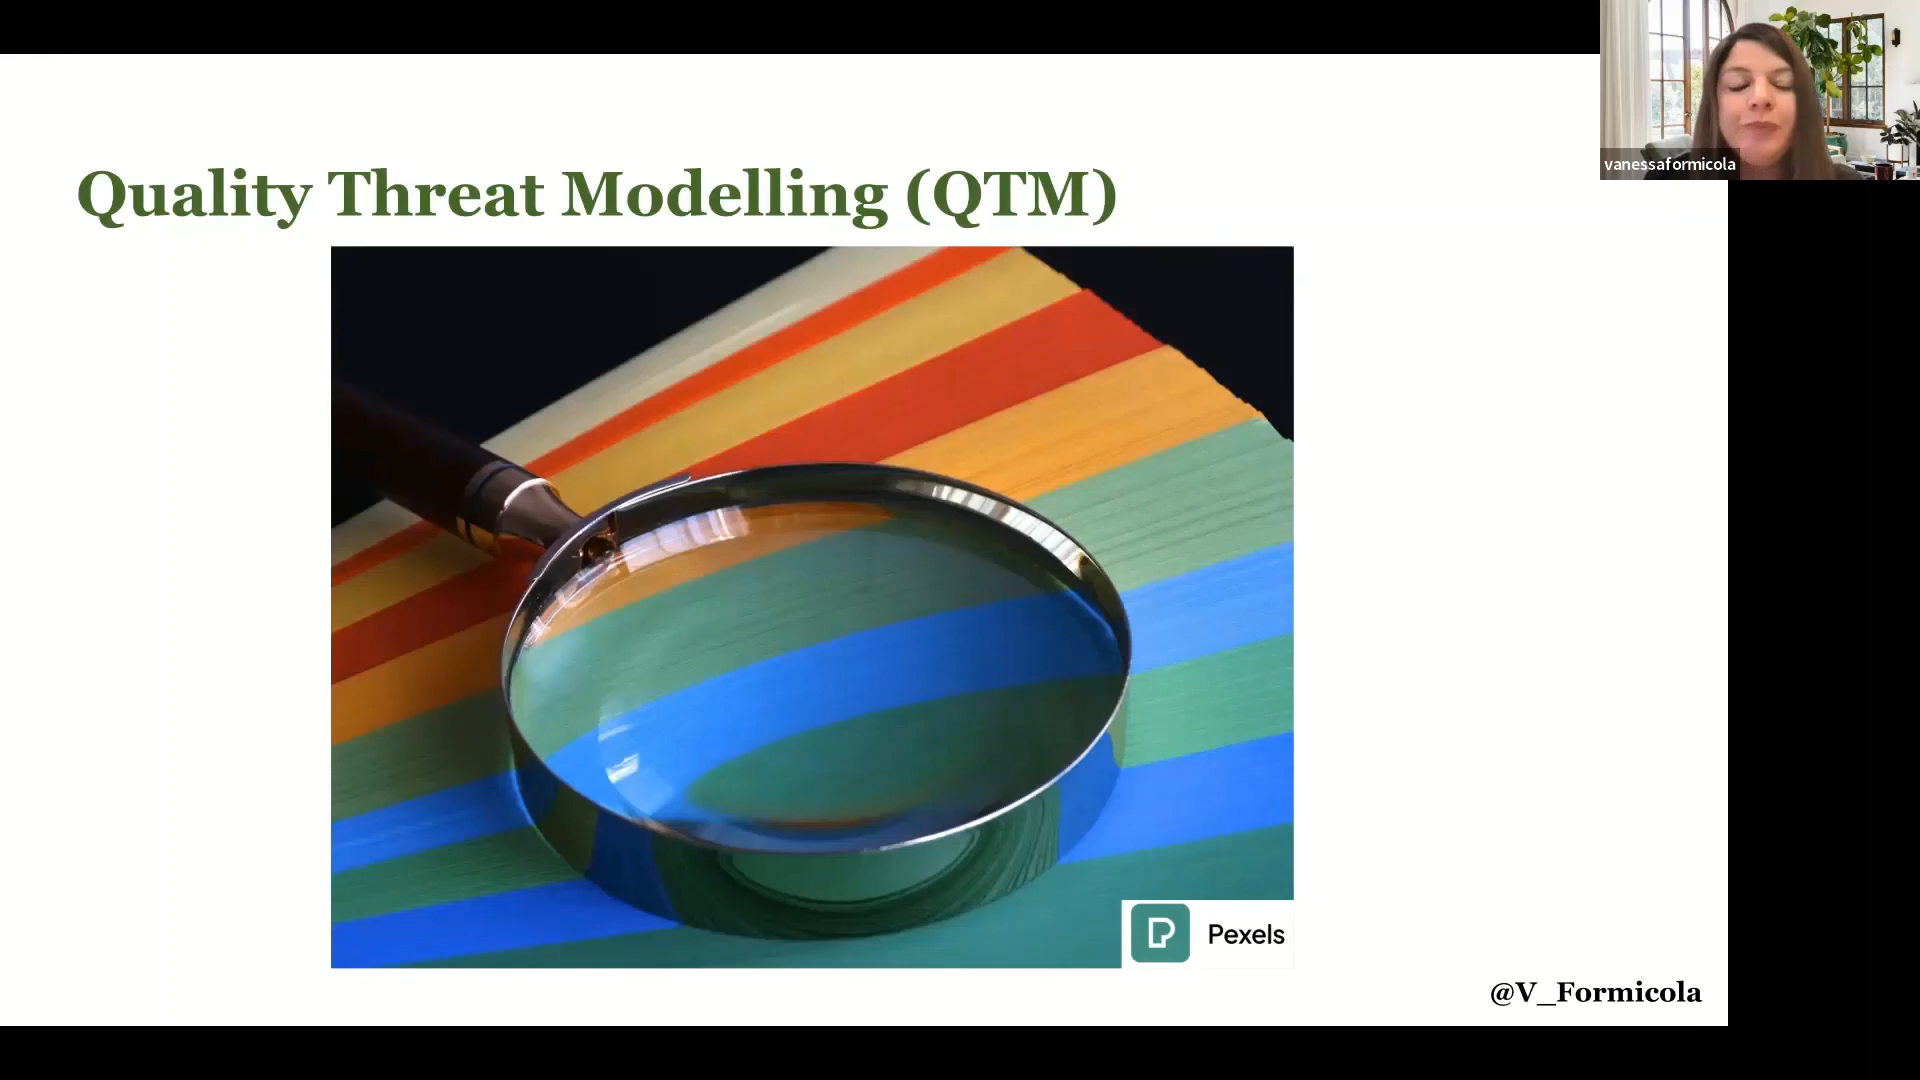 vanessaformicola
Quality Threat Modelling (QTM)
Pexels
@V_Formicola